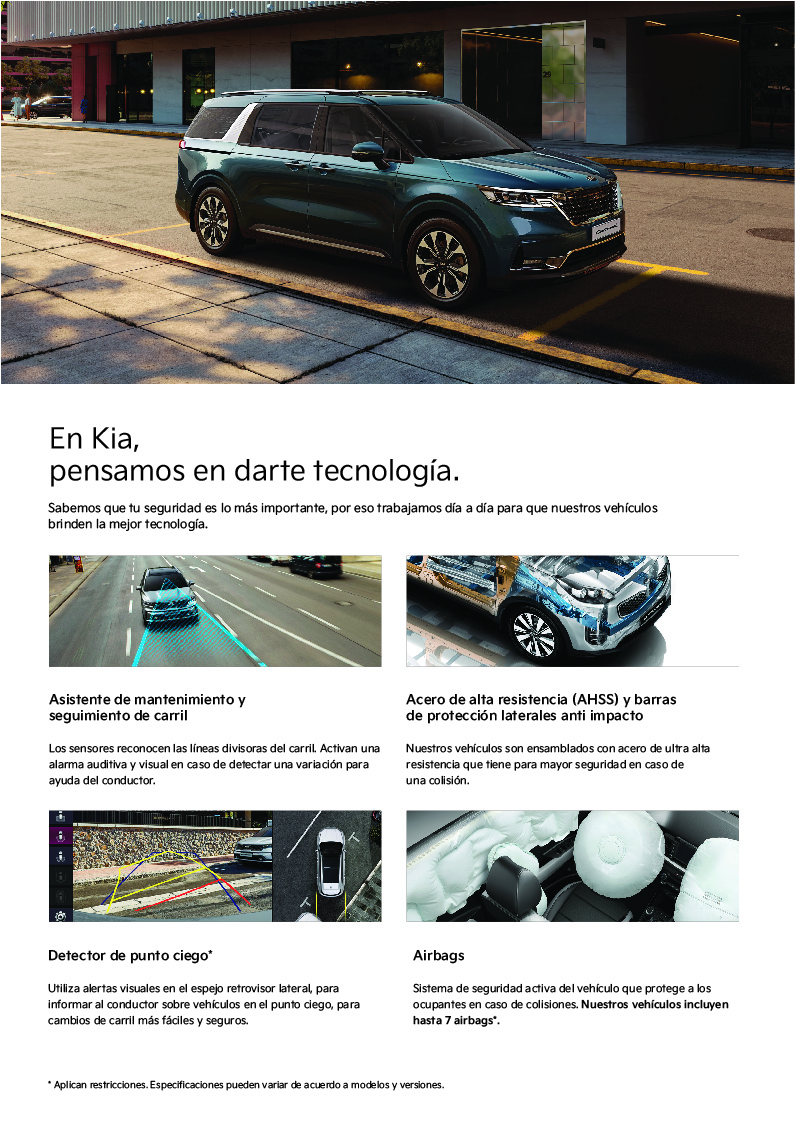 29
En Kia,
pensamos en darte tecnología.
Sabemos que tu seguridad es lo más importante, por eso trabajamos día a día para que nuestros vehículos
brinden la mejor tecnología.
Asistente de mantenimiento y
seguimiento de carril
Los sensores reconocen las líneas divisoras del carril. Activan una
alarma auditiva y visual en caso de detectar una variación para
ayuda del conductor.
Acero de alta resistencia (AHSS) y barras
de protección laterales anti impacto
Nuestros vehículos son ensamblados con acero de ultra alta
resistencia que tiene para mayor seguridad en caso de
una colisión.
Detector de punto ciego*
Utiliza alertas visuales en el espejo retrovisor lateral, para
informar al conductor sobre vehículos en el punto ciego, para
cambios de carril más fáciles y seguros.
Airbags
Sistema de seguridad activa del vehículo que protege a los
ocupantes en caso de colisiones. Nuestros vehículos incluyen
hasta 7 airbags*.
* Aplican restricciones. Especificaciones pueden variar de acuerdo a modelos y versiones.